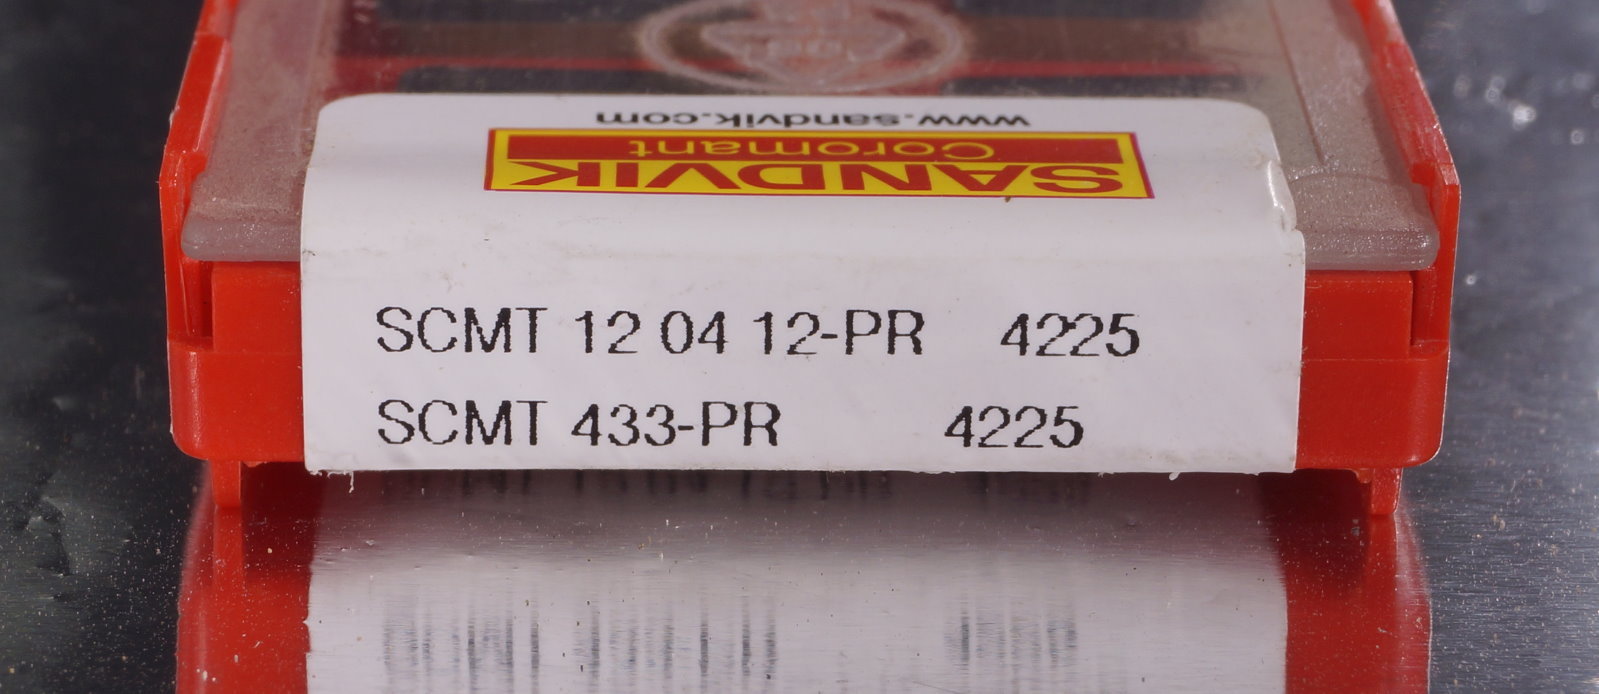 www.sandvik.com
Coromant
SANDVIK
SCMT 12 04 12-PR 4225
SCMT 433-PR 4225